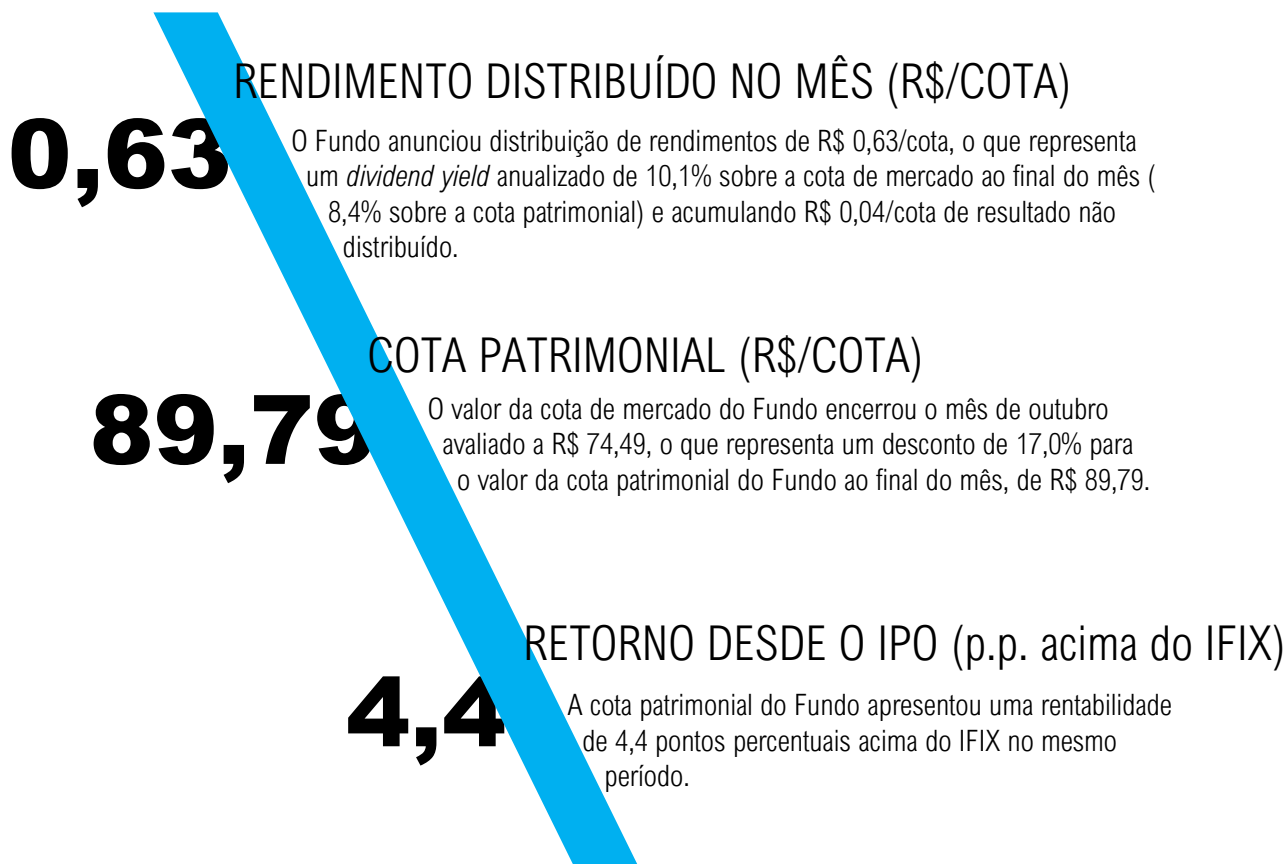 RENDIMENTO DISTRIBUÍDO NO MÊS (R$/COTA)
0,63
O Fundo anunciou distribuição de rendimentos de R$ 0,63/cota, o que representa
um dividend yield anualizado de 10,1% sobre a cota de mercado ao final do mês (
8,4% sobre a cota patrimonial) e acumulando R$ 0,04/cota de resultado não
distribuído.
COTA PATRIMONIAL (R$/COTA)
89,79
O valor da cota de mercado do Fundo encerrou o mês de outubro
avaliado a R$ 74,49, o que representa um desconto de 17,0% para
o valor da cota patrimonial do Fundo ao final do mês, de R$ 89,79.
RETORNO DESDE O IPO (p.p. acima do IFIX)
4,4
A cota patrimonial do Fundo apresentou uma rentabilidade
de 4,4 pontos percentuais acima do IFIX no mesmo
período.